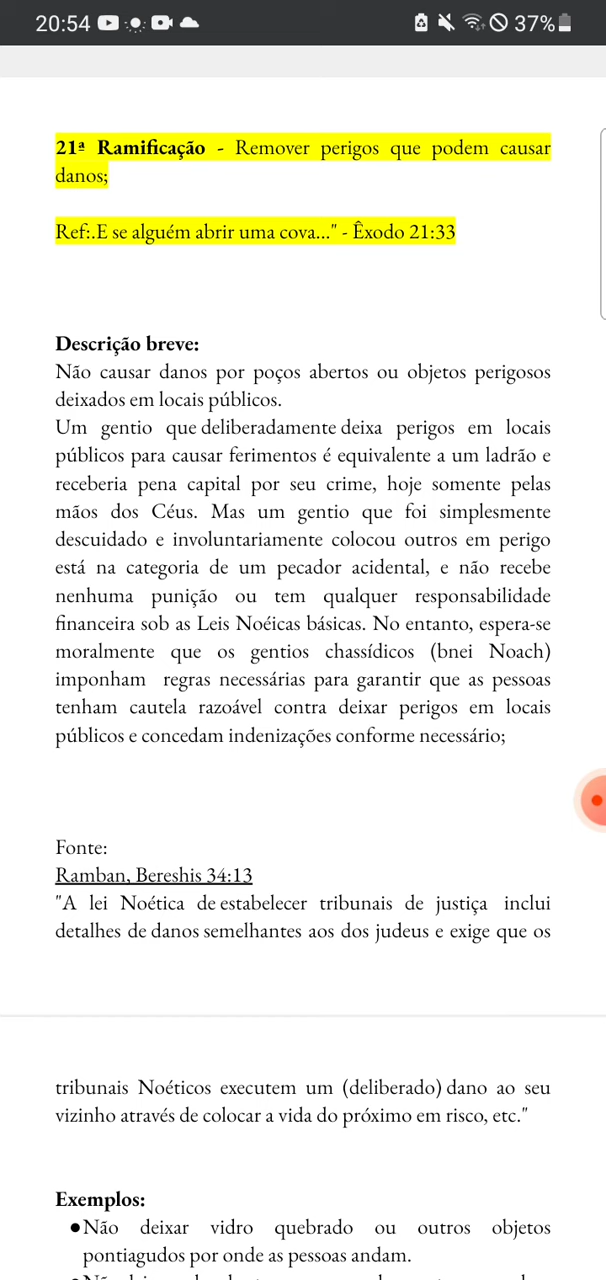 20:54
37%
21ª Ramificação - Remover perigos que podem causar
danos;
Ref:.E se alguém abrir uma cova..." - Êxodo 21:33
Descrição breve:
Não causar danos por poços abertos ou objetos perigosos
deixados em locais públicos.
Um gentio que deliberadamente deixa perigos em locais
públicos para causar ferimentos é equivalente a um ladrão e
receberia pena capital por seu crime, hoje somente pelas
mãos dos Céus. Mas um gentio que foi simplesmente
descuidado e involuntariamente colocou outros em perigo
está na categoria de um pecador acidental, e não recebe
nenhuma punição ou tem qualquer responsabilidade
financeira sob as Leis Noéicas básicas. No entanto, espera-se
moralmente que os gentios chassídicos (bnei Noach)
imponham regras necessárias para garantir que as pessoas
tenham cautela razoável contra deixar perigos em locais
públicos e concedam indenizações conforme necessário;
Fonte:
Ramban, Bereshis 34:13
"A lei Noética de estabelecer tribunais de justiça inclui
detalhes de danos semelhantes aos dos judeus e exige que os
tribunais Noéticos executem um (deliberado) dano ao seu
vizinho através de colocar a vida do próximo em risco, etc."
Exemplos:
●Não deixar vidro quebrado ou outros objetos
pontiagudos por onde as pessoas andam.